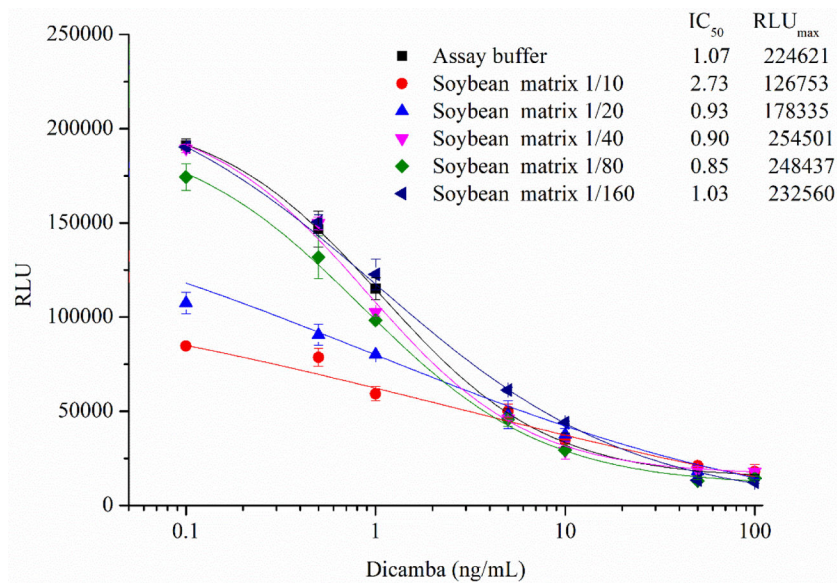 IC50 RLUmax
Assay buffer 1.07 224621
Soybean matrix 1/10 2.73 126753
Soybean matrix 1/20 0.93 178335
Soybean matrix 1/40 0.90 254501
Soybean matrix 1/80 0.85 248437
Soybean matrix 1/160 1.03 232560
250000
200000
150000
100000
50000
0
RLU
0.1 1 10 100
Dicamba (ng/mL)